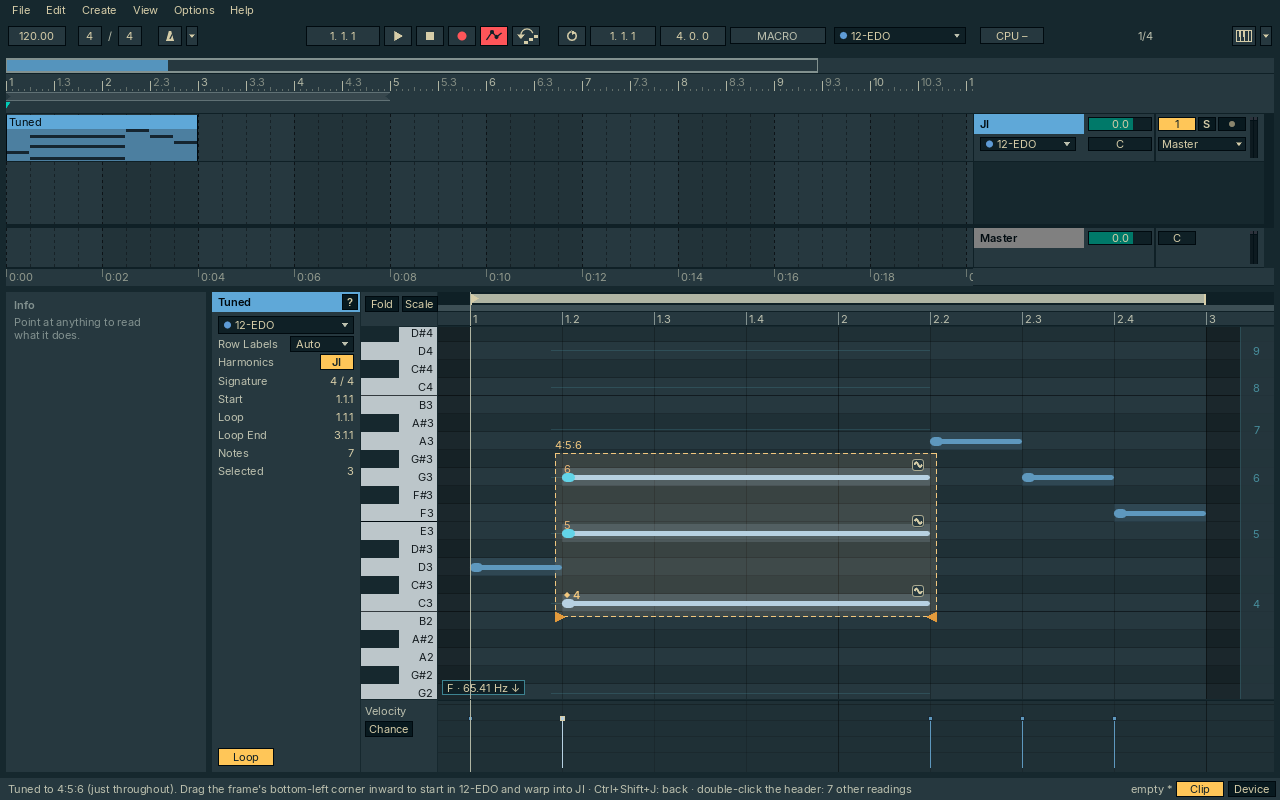 File Edit Create View Options Help
120.00 4 / 4 1. 1. 1 1. 1. 1 4. 0. 0 MACRO 12-EDO CPU – 1/4
1 1.3 2 2.3 3 3.3 4 4.3 5 5.3 6 6.3 7 7.3 8 8.3 9 9.3 10 10.3 1
Tuned
JI 0.0 1 S
12-EDO C Master
Master 0.0 C
0:00 0:02 0:04 0:06 0:08 0:10 0:12 0:14 0:16 0:18 0
Info
Point at anything to read
what it does.
Tuned ?
12-EDO
Row Labels Auto
Harmonics JI
Signature 4 / 4
Start 1.1.1
Loop 1.1.1
Loop End 3.1.1
Notes 7
Selected 3
Loop
Fold Scale
1 1.2 1.3 1.4 2 2.2 2.3 2.4 3
D#4
D4 9
C#4
C4 8
B3
A#3 7
A3
4:5:6
G#3
6
G3 6
F#3
F3
5
E3 5
D#3
D3
C#3
4
C3 4
B2
A#2
A2
G#2
F · 65.41 Hz ↓
G2
Velocity
Chance
Tuned to 4:5:6 (just throughout). Drag the frame's bottom-left corner inward to start in 12-EDO and warp into JI · Ctrl+Shift+J: back · double-click the header: 7 other readings empty * Clip Device